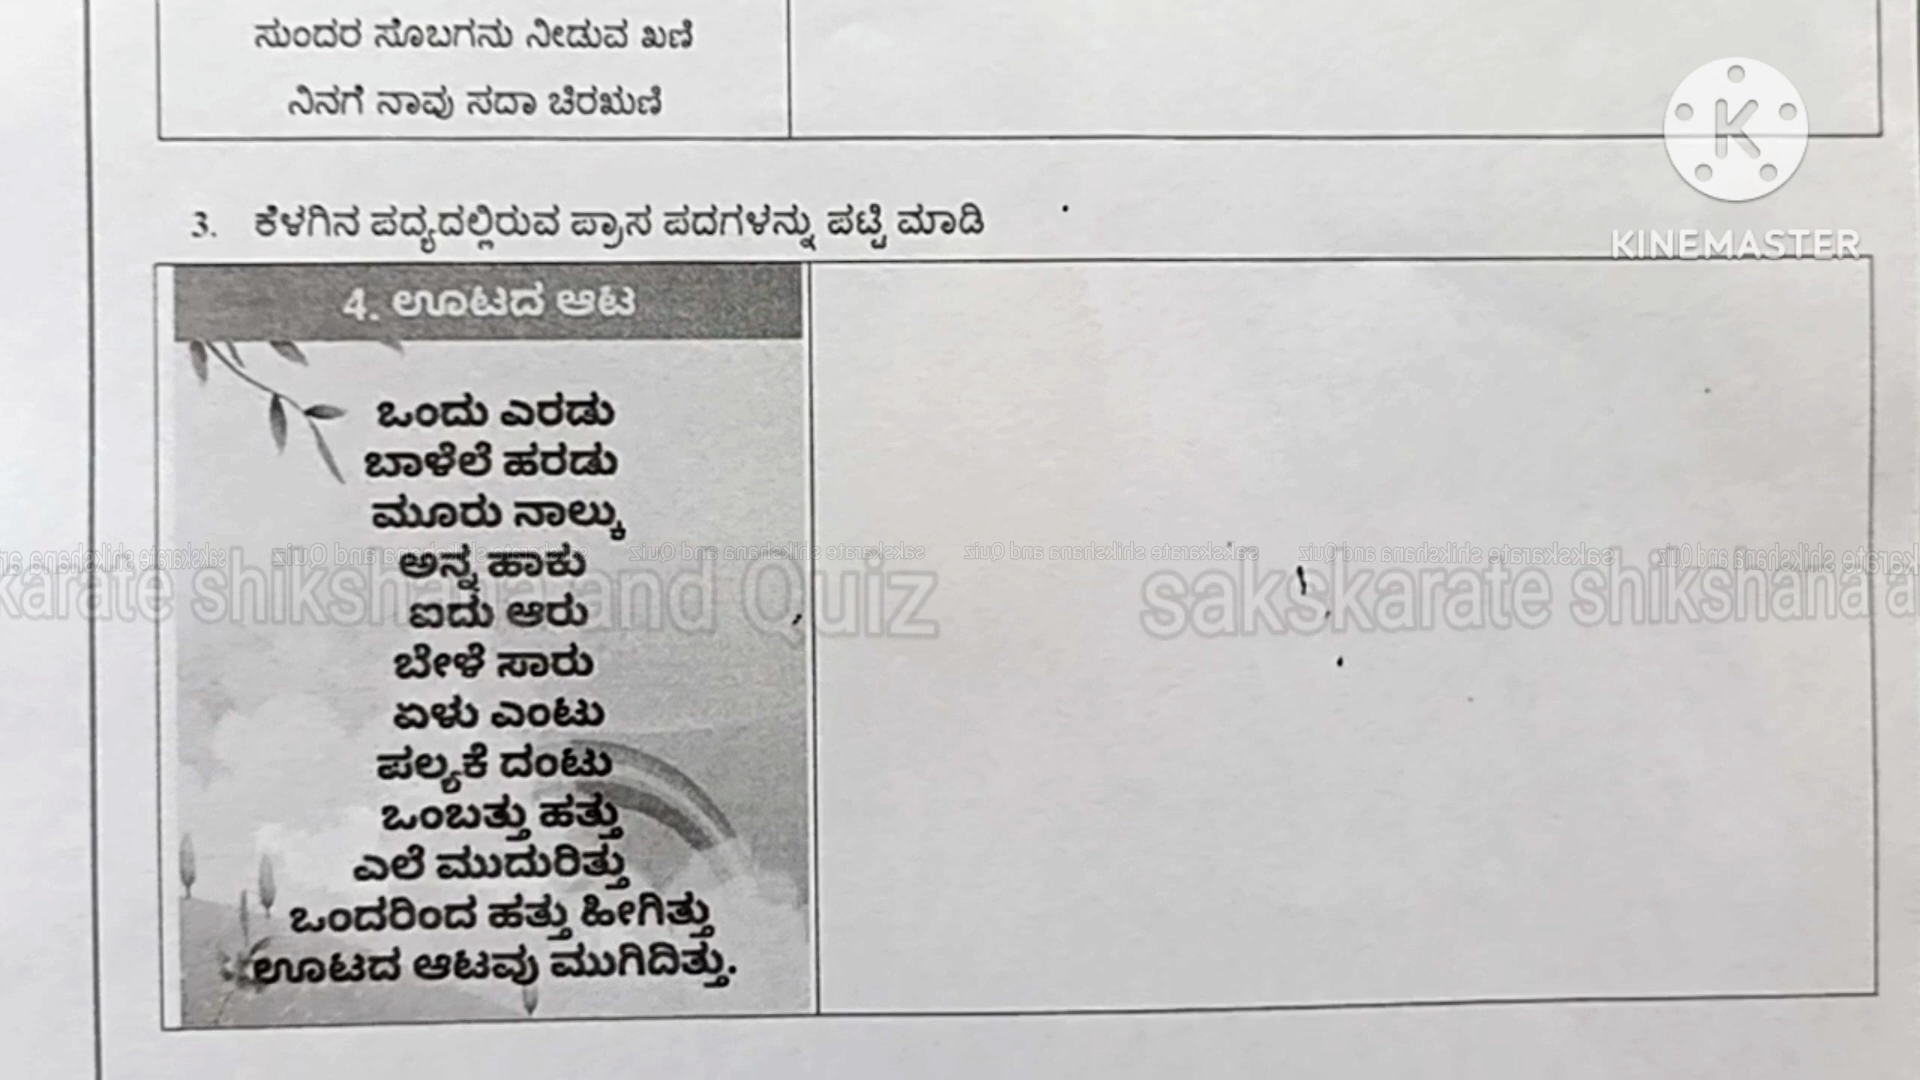 ಸುಂದರ ಸೊಬಗನು ನೀಡುವ ಖಣಿ
ನಿನಗೆ ನಾವು ಸದಾ ಚಿರಋಣಿ
KINEMASTER
3. ಕೆಳಗಿನ ಪದ್ಯದಲ್ಲಿರುವ ಪ್ರಾಸ ಪದಗಳನ್ನು ಪಟ್ಟಿ ಮಾಡಿ
4. ಊಟದ ಆಟ
ಒಂದು ಎರಡು
ಬಾಳೆಲೆ ಹರಡು
ಮೂರು ನಾಲ್ಕು
ಅನ್ನ ಹಾಕು
ಐದು ಆರು
ಬೇಳೆ ಸಾರು
ಏಳು ಎಂಟು
ಪಲ್ಯಕೆ ದಂಟು
ಒಂಬತ್ತು ಹತ್ತು
ಎಲೆ ಮುದುರಿತ್ತು
ಒಂದರಿಂದ ಹತ್ತು ಹೀಗಿತ್ತು
ಊಟದ ಆಟವು ಮುಗಿದಿತ್ತು.
karate shikshana and Quiz sakskarate shikshana a